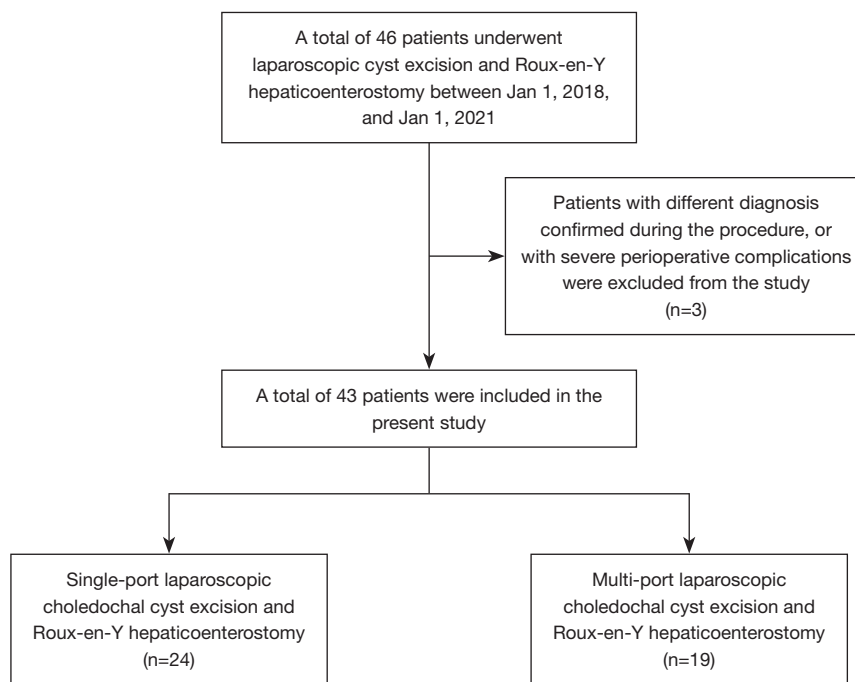 A total of 46 patients underwent
laparoscopic cyst excision and Roux-en-Y
hepaticoenterostomy between Jan 1, 2018,
and Jan 1, 2021
Patients with different diagnosis
confirmed during the procedure, or
with severe perioperative complications
were excluded from the study
(n=3)
A total of 43 patients were included in the
present study
Single-port laparoscopic
choledochal cyst excision and
Roux-en-Y hepaticoenterostomy
(n=24)
Multi-port laparoscopic
choledochal cyst excision and
Roux-en-Y hepaticoenterostomy
(n=19)